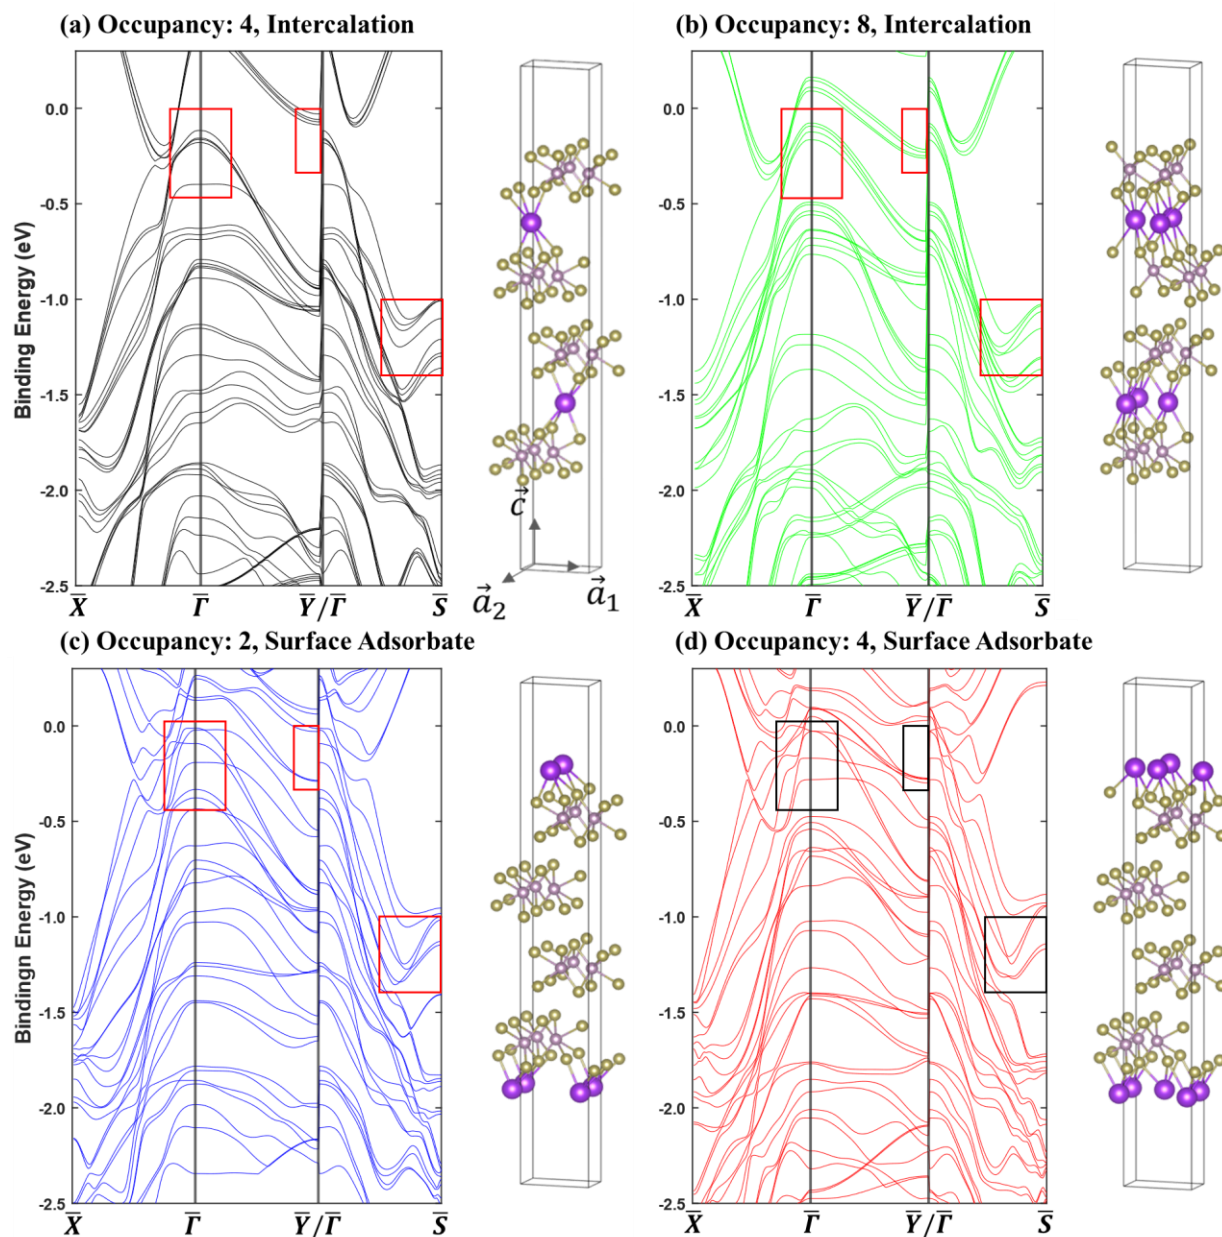 (a) Occupancy: 4, Intercalation
(b) Occupancy: 8, Intercalation
Binding Energy (eV)
0.0
-0.5
-1.0
-1.5
-2.0
-2.5
X̅ Γ̅ Y̅/Γ̅ S̅
c⃗
a⃗₂ a⃗₁
0.0
-0.5
-1.0
-1.5
-2.0
-2.5
X̅ Γ̅ Y̅/Γ̅ S̅
(c) Occupancy: 2, Surface Adsorbate
(d) Occupancy: 4, Surface Adsorbate
Bindingn Energy (eV)
0.0
-0.5
-1.0
-1.5
-2.0
-2.5
X̅ Γ̅ Y̅/Γ̅ S̅
0.0
-0.5
-1.0
-1.5
-2.0
-2.5
X̅ Γ̅ Y̅/Γ̅ S̅